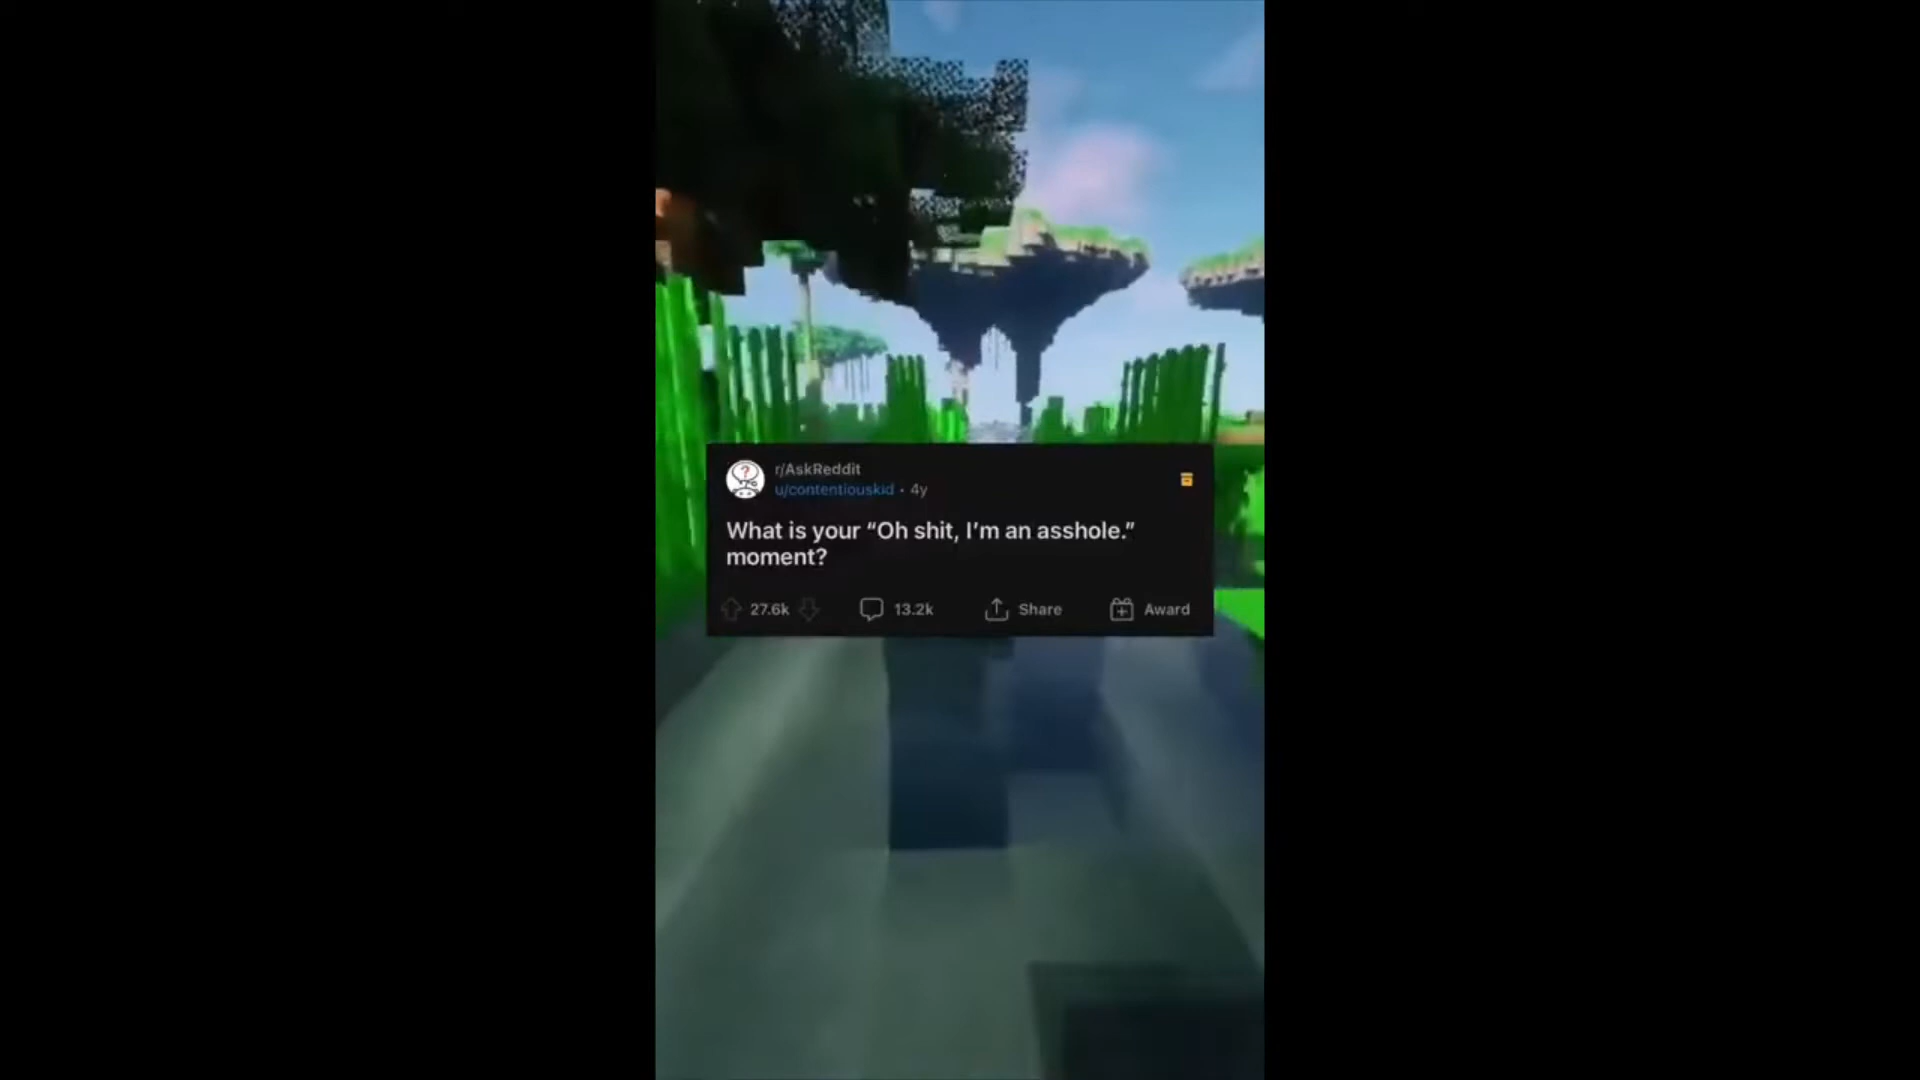 r/AskReddit
u/contentiouskid • 4y
What is your “Oh shit, I’m an asshole.”
moment?
27.6k 13.2k Share Award